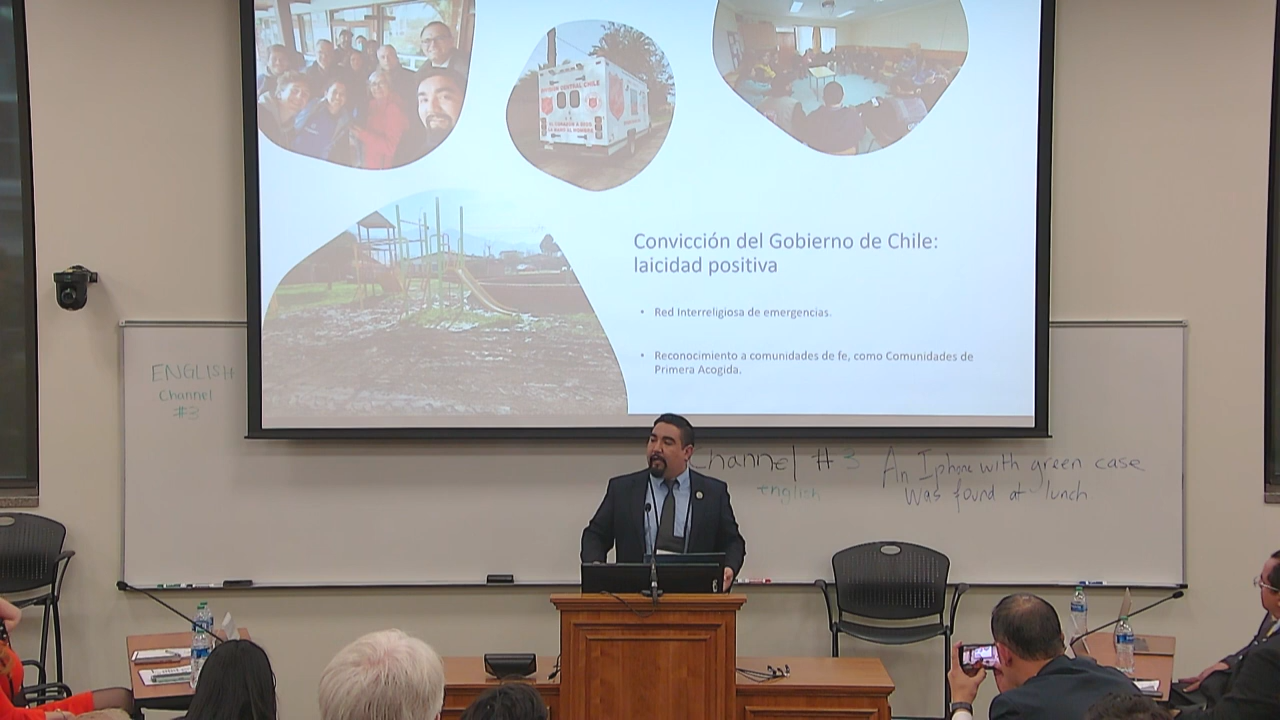 Convicción del Gobierno de Chile:
laicidad positiva
• Red Interreligiosa de emergencias.
• Reconocimiento a comunidades de fe, como Comunidades de
Primera Acogida.
ENGLISH
Channel
#3
Channel #3
english
An Iphone with green case
was found at lunch